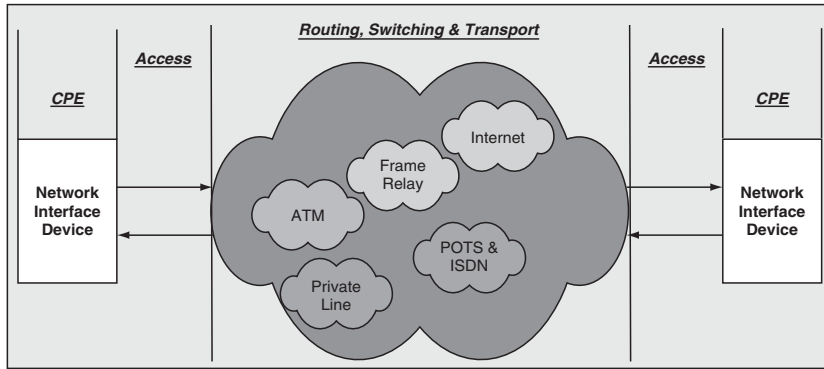 Routing, Switching & Transport
Access
Access
CPE
CPE
Internet
Frame
Relay
Network
Interface
Device
ATM
Network
Interface
Device
POTS &
ISDN
Private
Line